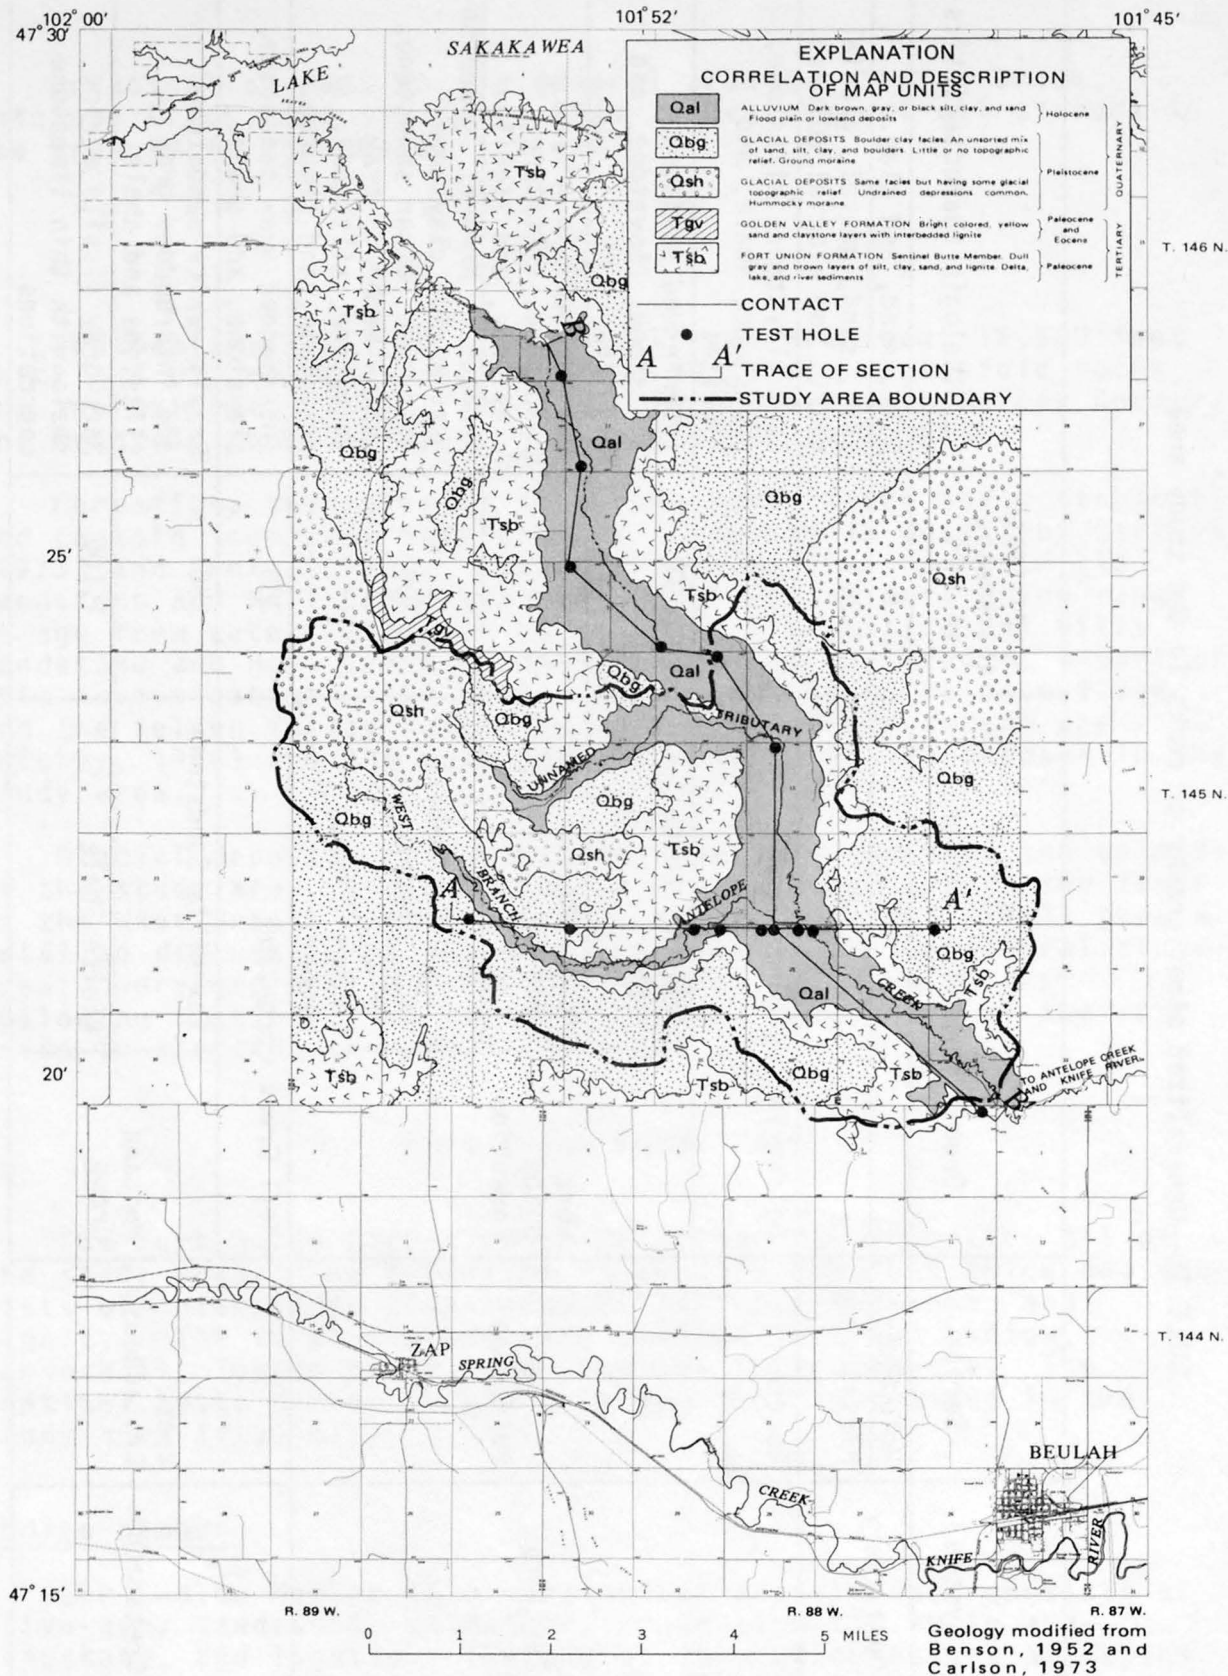 102° 00'
101° 52'
101° 45'
47° 30'
SAKAKAWEA
LAKE
EXPLANATION
CORRELATION AND DESCRIPTION
OF MAP UNITS
Qal
ALLUVIUM Dark brown, gray, or black silt, clay, and sand
Flood plain or lowland deposits
Holocene
Qbg
GLACIAL DEPOSITS Boulder clay facies. An unsorted mix
of sand, silt, clay, and boulders. Little or no topographic
relief. Ground moraine
Pleistocene
QUATERNARY
Qsh
GLACIAL DEPOSITS Same facies but having some glacial
topographic relief Undrained depressions common.
Hummocky moraine
Tgv
GOLDEN VALLEY FORMATION Bright colored, yellow
sand and claystone layers with interbedded lignite
Paleocene
and
Eocene
TERTIARY
Tsb
FORT UNION FORMATION Sentinel Butte Member. Dull
gray and brown layers of silt, clay, sand, and lignite. Delta,
lake, and river sediments
Paleocene
CONTACT
TEST HOLE
A A'
TRACE OF SECTION
STUDY AREA BOUNDARY
Tsb
T. 146 N.
Qbg
Tsb
B
Qal
Qbg
Qbg
Qbg
Tsb
25'
Qsh
Tsb
Tgv
Qbg
Qal
Qsh
Qbg
TRIBUTARY
UNNAMED
Qbg
T. 145 N.
Qbg
Qbg
WEST
Tsb
Qsh
BRANCH
A
ANTELOPE
A'
Qbg
Tsb
CREEK
Qal
20'
Tsb
Tsb
Qbg
Tsb
TO ANTELOPE CREEK
AND KNIFE RIVER
B'
T. 144 N.
ZAP
SPRING
BEULAH
CREEK
KNIFE
RIVER
47° 15'
R. 89 W.
R. 88 W.
R. 87 W.
0 1 2 3 4 5 MILES
Geology modified from
Benson, 1952 and
Carlson, 1973